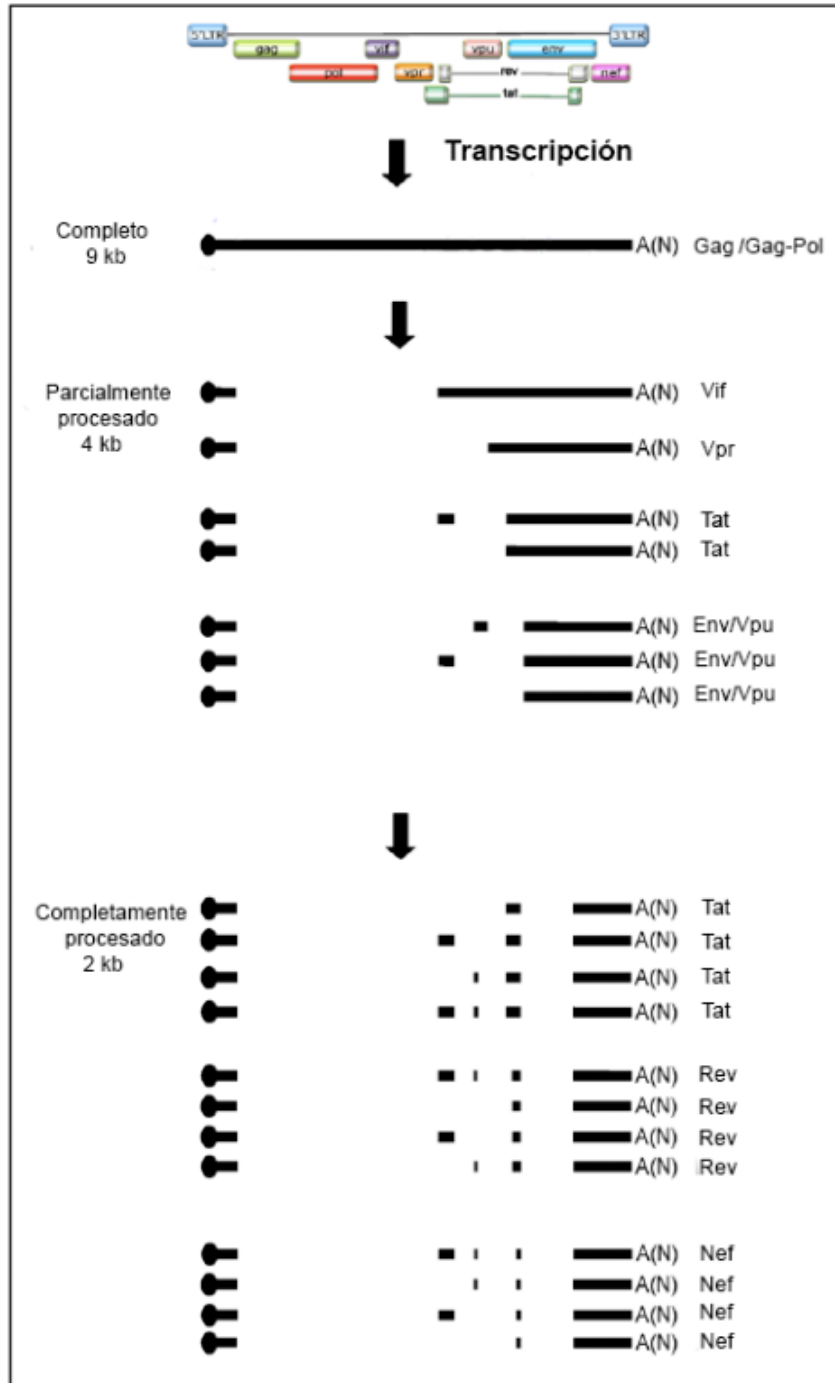 5'LTR 3'LTR
gag vif vpu env
pol vpr rev nef
tat
Transcripción
Completo
9 kb
A(N) Gag /Gag-Pol
Parcialmente
procesado
4 kb
A(N) Vif
A(N) Vpr
A(N) Tat
A(N) Tat
A(N) Env/Vpu
A(N) Env/Vpu
A(N) Env/Vpu
Completamente
procesado
2 kb
A(N) Tat
A(N) Tat
A(N) Tat
A(N) Tat
A(N) Rev
A(N) Rev
A(N) Rev
A(N) Rev
A(N) Nef
A(N) Nef
A(N) Nef
A(N) Nef